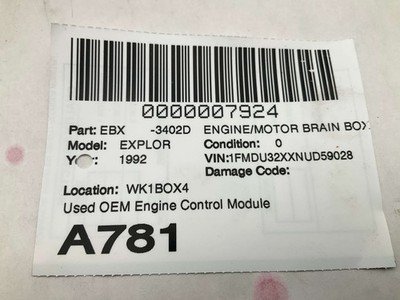 0000007924
Part: EBX -3402D ENGINE/MOTOR BRAIN BOX
Model: EXPLOR Condition: 0
1992 VIN:1FMDU32XXNUD59028
Damage Code:
Location: WK1BOX4
Used OEM Engine Control Module
A781